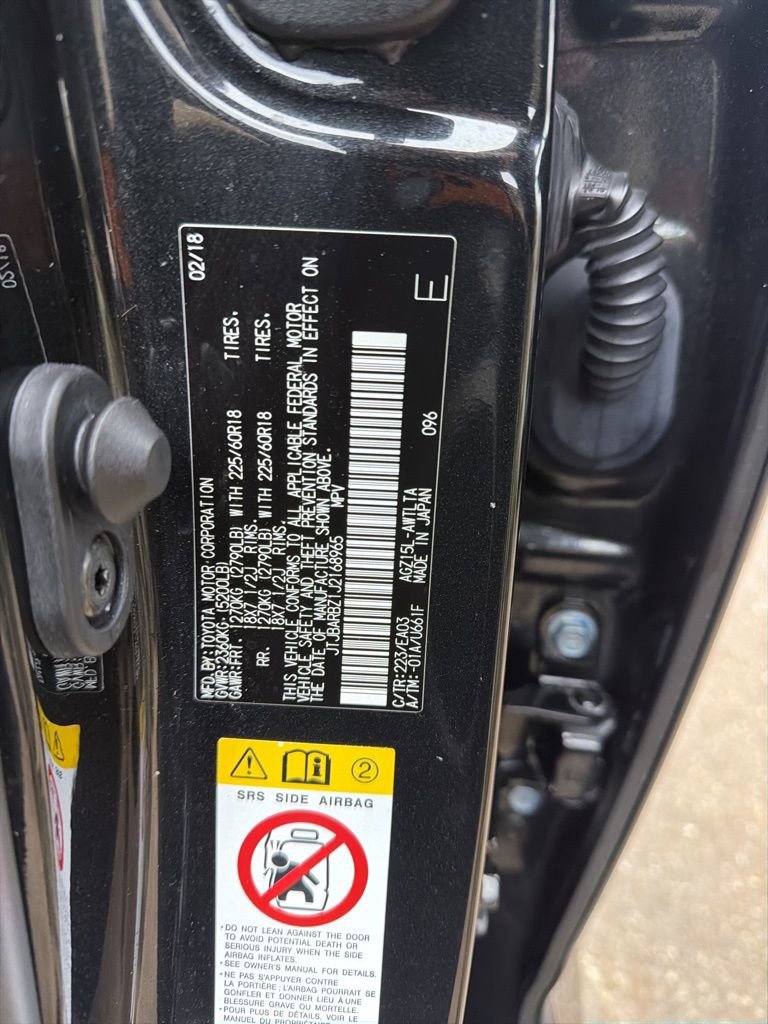 MFD.BY:TOYOTA MOTOR CORPORATION 02/18
GVWR:2360KG (5200LB)
GAWR:FRT. 1270KG (2790LB) WITH 225/60R18 TIRES.
18X7 1/2J RIMS.
RR. 1270KG (2790LB) WITH 225/60R18 TIRES.
18X7 1/2J RIMS.
THIS VEHICLE CONFORMS TO ALL APPLICABLE FEDERAL MOTOR
VEHICLE SAFETY AND THEFT PREVENTION STANDARDS IN EFFECT ON
THE DATE OF MANUFACTURE SHOWN ABOVE.
JTJBARBZ1J2168965 MPV
C/TR:223/EA03 AGZ15L-AWTLTA 096 E
A/TM:-01A/U661F MADE IN JAPAN
2
SRS SIDE AIRBAG
*DO NOT LEAN AGAINST THE DOOR
TO AVOID POTENTIAL DEATH OR
SERIOUS INJURY WHEN THE SIDE
AIRBAG INFLATES.
*SEE OWNER'S MANUAL FOR DETAILS.
*NE PAS S'APPUYER CONTRE
LA PORTIÈRE ; L'AIRBAG POURRAIT SE
GONFLER ET DONNER LIEU À UNE
BLESSURE GRAVE OU MORTELLE.
*POUR PLUS DE DÉTAILS, VOIR LE
MANUEL DU PROPRIÉTAIRE